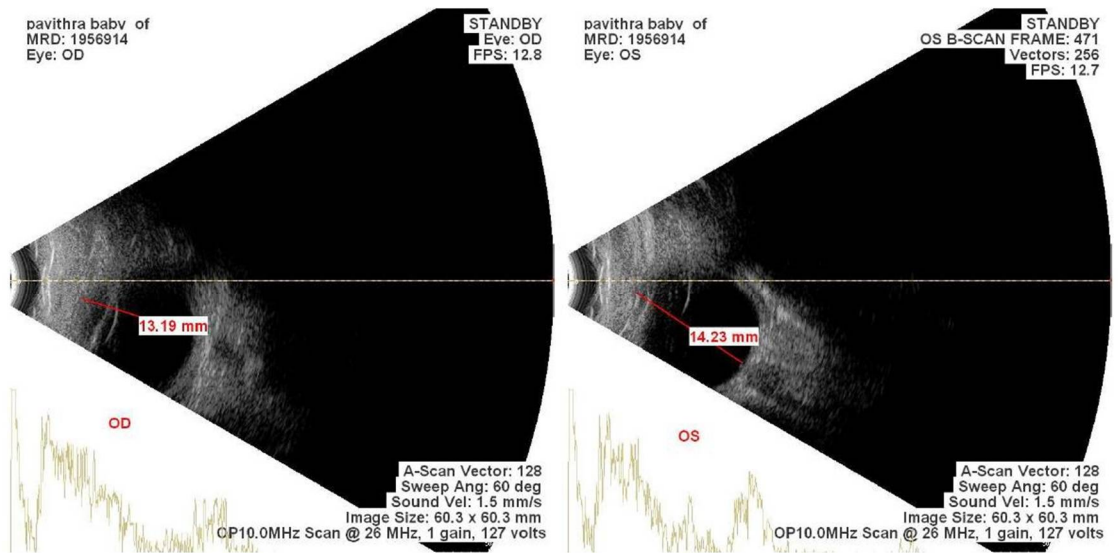 pavithra baby of
MRD: 1956914
Eye: OD
STANDBY
Eye: OD
FPS: 12.8
13.19 mm
OD
A-Scan Vector: 128
Sweep Ang: 60 deg
Sound Vel: 1.5 mm/s
Image Size: 60.3 x 60.3 mm
OP10.0MHz Scan @ 26 MHz, 1 gain, 127 volts
pavithra baby of
MRD: 1956914
Eye: OS
STANDBY
OS B-SCAN FRAME: 471
Vectors: 256
FPS: 12.7
14.23 mm
OS
A-Scan Vector: 128
Sweep Ang: 60 deg
Sound Vel: 1.5 mm/s
Image Size: 60.3 x 60.3 mm
OP10.0MHz Scan @ 26 MHz, 1 gain, 127 volts